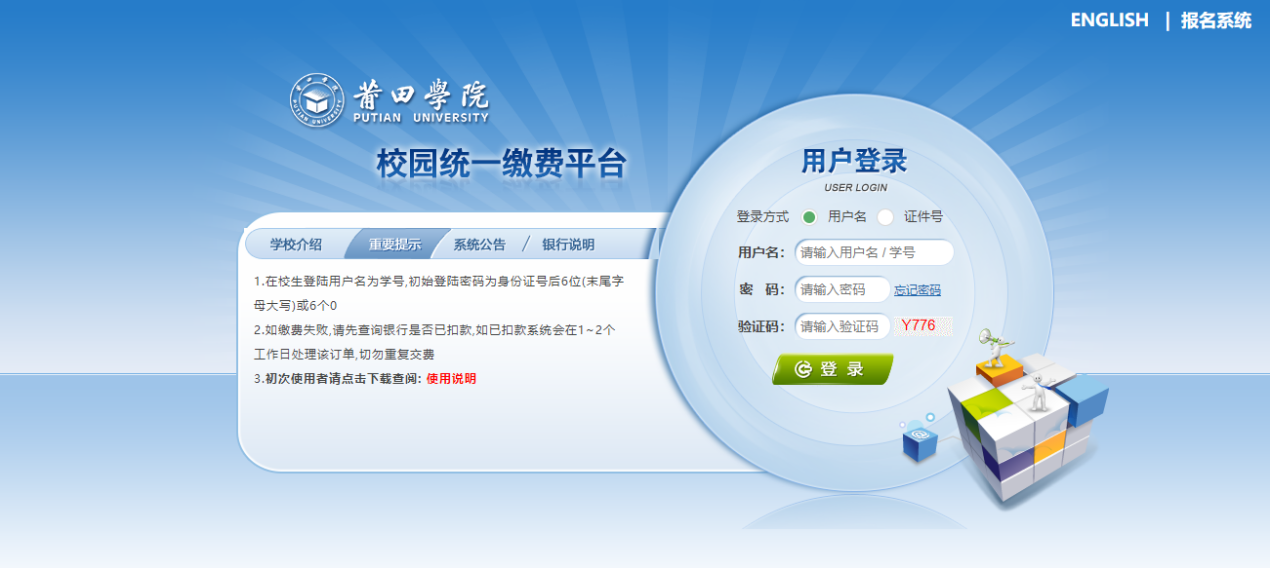 ENGLISH | 报名系统
莆田學院
PUTIAN UNIVERSITY
校园统一缴费平台
学校介绍 重要提示 系统公告 / 银行说明
1.在校生登陆用户名为学号,初始登陆密码为身份证号后6位(末尾字
母大写)或6个0
2.如缴费失败,请先查询银行是否已扣款,如已扣款系统会在1~2个
工作日处理该订单,切勿重复交费
3.初次使用者请点击下载查阅: 使用说明
用户登录
USER LOGIN
登录方式 用户名 证件号
用户名: 请输入用户名 / 学号
密 码: 请输入密码 忘记密码
验证码: 请输入验证码 Y776
登 录